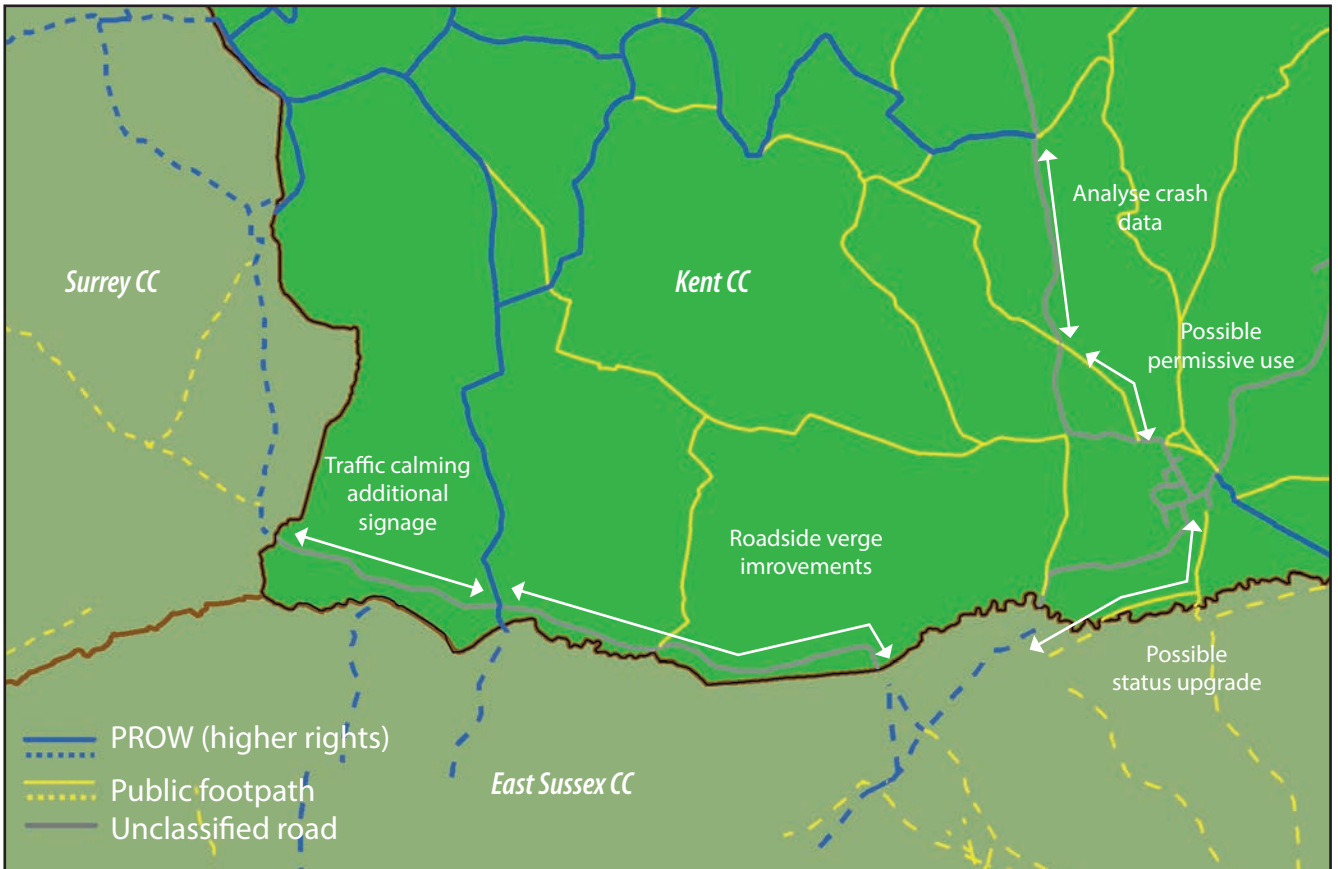 Analyse crash
data
Surrey CC
Kent CC
Possible
permissive use
Traffic calming
additional
signage
Roadside verge
imrovements
Possible
status upgrade
PROW (higher rights)
Public footpath
Unclassified road
East Sussex CC